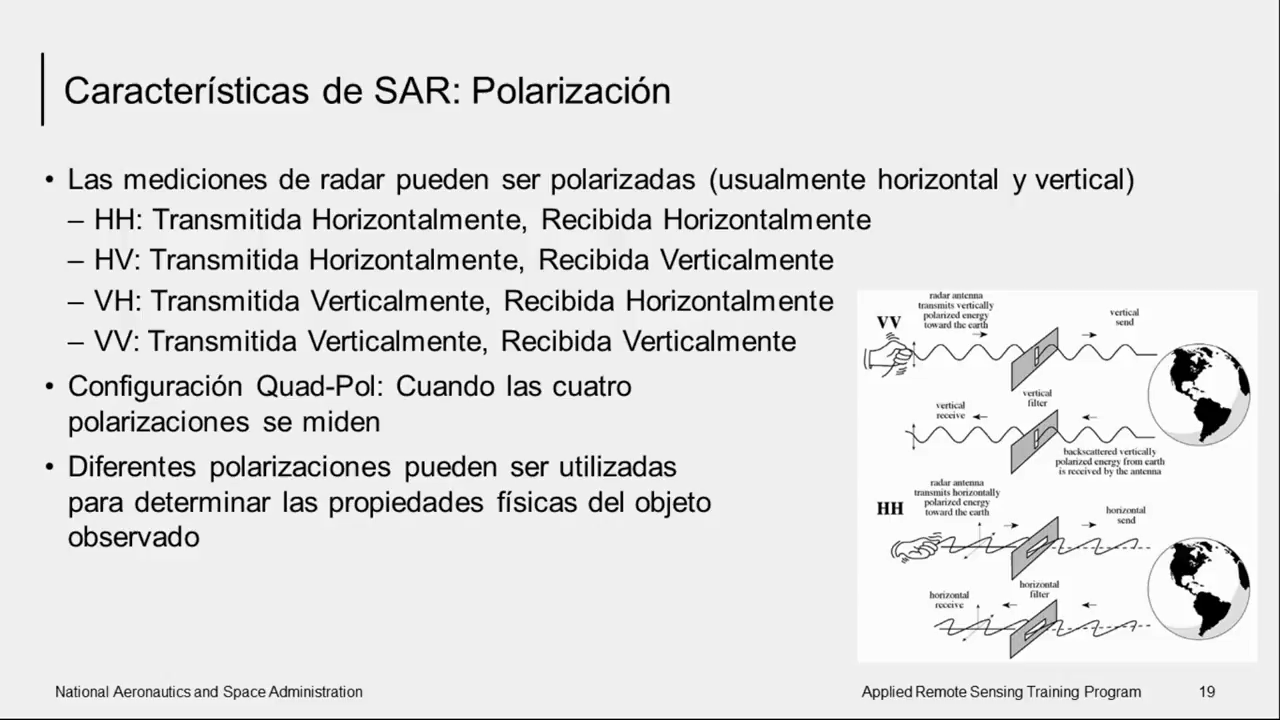 Características de SAR: Polarización
• Las mediciones de radar pueden ser polarizadas (usualmente horizontal y vertical)
– HH: Transmitida Horizontalmente, Recibida Horizontalmente
– HV: Transmitida Horizontalmente, Recibida Verticalmente
– VH: Transmitida Verticalmente, Recibida Horizontalmente
– VV: Transmitida Verticalmente, Recibida Verticalmente
• Configuración Quad-Pol: Cuando las cuatro
polarizaciones se miden
• Diferentes polarizaciones pueden ser utilizadas
para determinar las propiedades físicas del objeto
observado
VV
radar antenna
transmits vertically
polarized energy
toward the earth
vertical
send
vertical
filter
vertical
receive
backscattered vertically
polarized energy from earth
is received by the antenna
HH
radar antenna
transmits horizontally
polarized energy
toward the earth
horizontal
send
horizontal
filter
horizontal
receive
National Aeronautics and Space Administration
Applied Remote Sensing Training Program
19